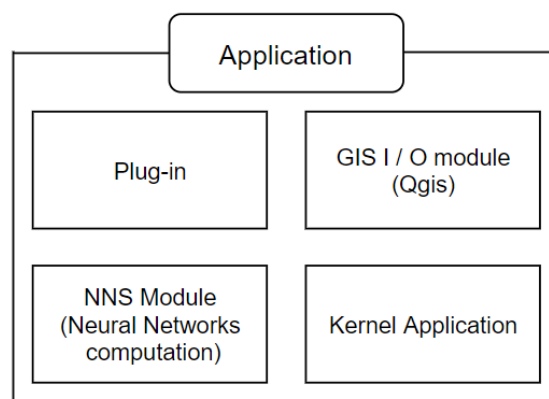 Application
Plug-in
GIS I / O module
(Qgis)
NNS Module
(Neural Networks
computation)
Kernel Application